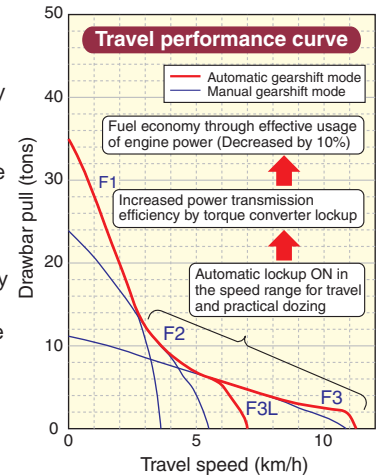 y
e
y
e
Travel performance curve
Automatic gearshift mode
Manual gearshift mode
Fuel economy through effective usage
of engine power (Decreased by 10%)
Increased power transmission
efficiency by torque converter lockup
Automatic lockup ON in
the speed range for travel
and practical dozing
F1
F2
F3L
F3
Drawbar pull (tons)
50
40
30
20
10
0
0
5
10
Travel speed (km/h)